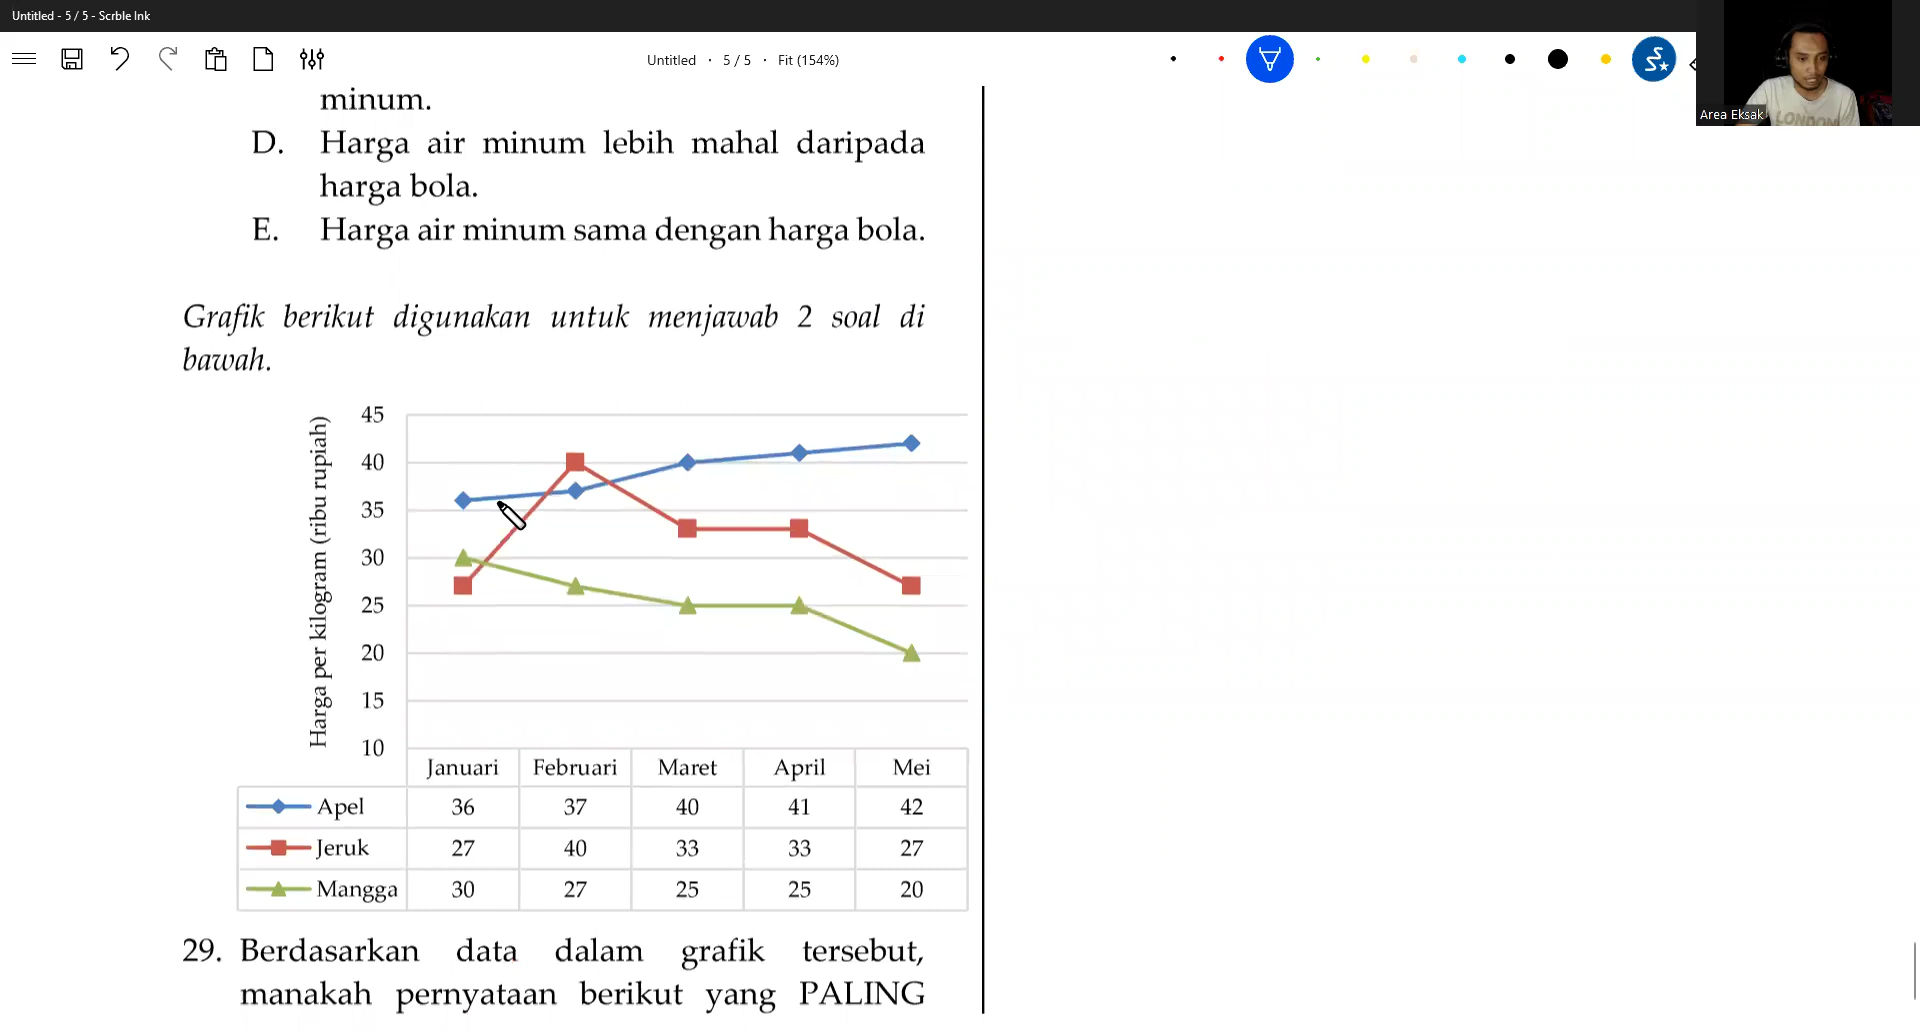 Untitled - 5 / 5 - Scrble Ink
Untitled · 5 / 5 · Fit (154%)
Area Eksak
LONDON
minum.
D. Harga air minum lebih mahal daripada
harga bola.
E. Harga air minum sama dengan harga bola.
Grafik berikut digunakan untuk menjawab 2 soal di
bawah.
Harga per kilogram (ribu rupiah)
45
40
35
30
25
20
15
10
Januari Februari Maret April Mei
Apel 36 37 40 41 42
Jeruk 27 40 33 33 27
Mangga 30 27 25 25 20
29. Berdasarkan data dalam grafik tersebut,
manakah pernyataan berikut yang PALING